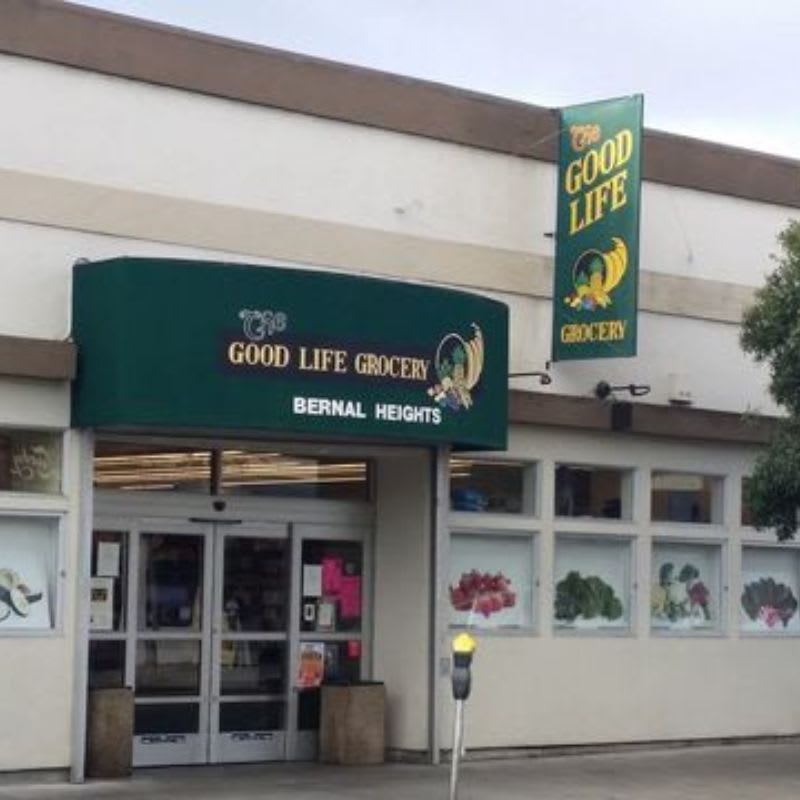 The
GOOD LIFE GROCERY
BERNAL HEIGHTS
The
GOOD
LIFE
GROCERY